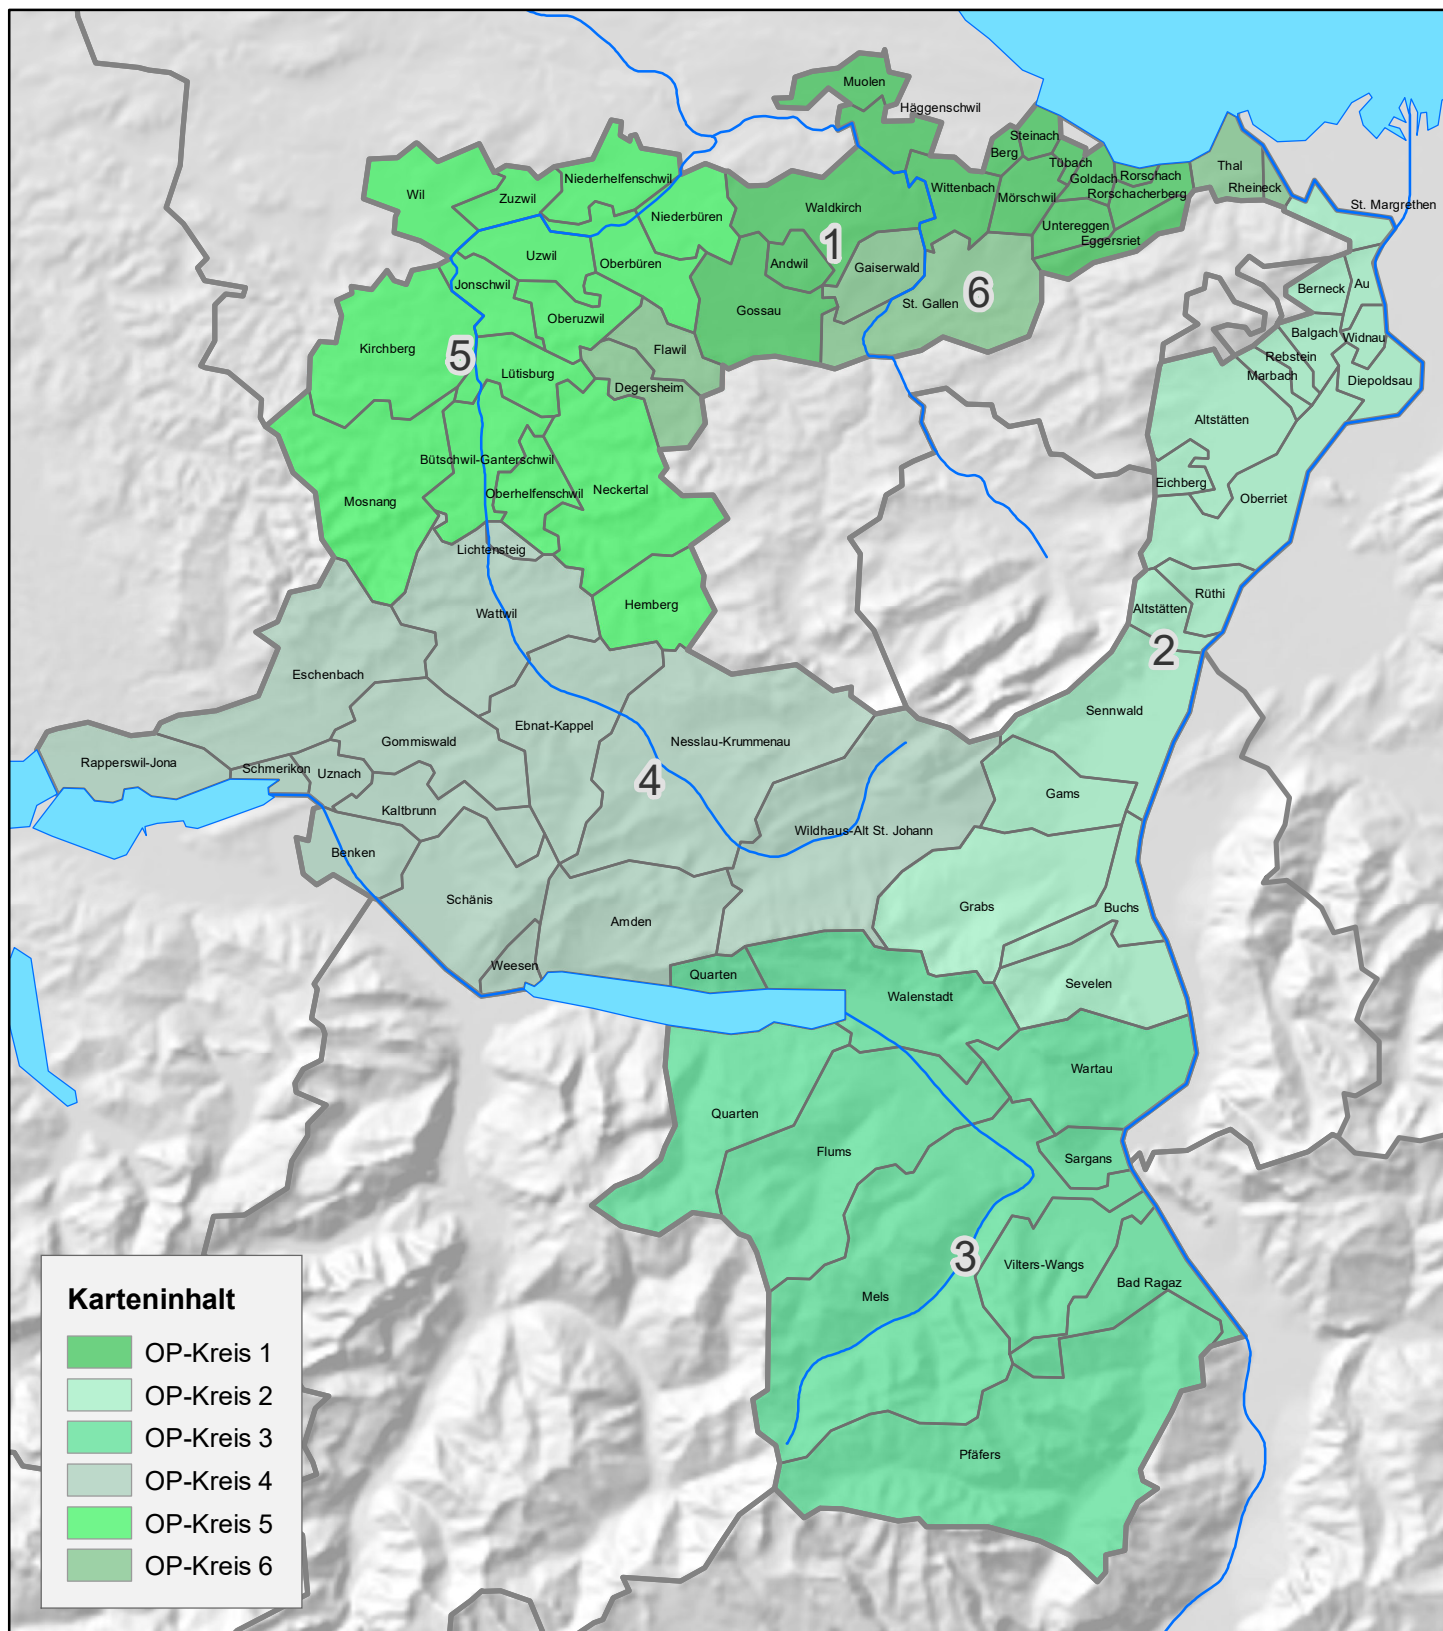 Muolen
Häggenschwil
Steinach
Berg
Tübach
Goldach
Rorschach
Rorschacherberg
Thal
Rheineck
St. Margrethen
Wil
Zuzwil
Niederhelfenschwil
Niederbüren
Waldkirch
Wittenbach
Mörschwil
Untereggen
Eggersriet
1
Uzwil
Oberbüren
Andwil
Gaiserwald
Jonschwil
Oberuzwil
Gossau
St. Gallen
6
Berneck
Au
Balgach
Widnau
Rebstein
Marbach
Diepoldsau
Kirchberg
5
Flawil
Lütisburg
Degersheim
Altstätten
Bütschwil-Ganterschwil
Oberhelfenschwil
Neckertal
Mosnang
Eichberg
Oberriet
Lichtensteig
Wattwil
Hemberg
Altstätten
Rüthi
2
Eschenbach
Sennwald
Ebnat-Kappel
Gommiswald
Nesslau-Krummenau
Rapperswil-Jona
Schmerikon
Uznach
4
Gams
Kaltbrunn
Wildhaus-Alt St. Johann
Benken
Schänis
Amden
Grabs
Buchs
Weesen
Quarten
Walenstadt
Sevelen
Wartau
Quarten
Flums
Sargans
3
Vilters-Wangs
Bad Ragaz
Mels
Pfäfers
Karteninhalt
OP-Kreis 1
OP-Kreis 2
OP-Kreis 3
OP-Kreis 4
OP-Kreis 5
OP-Kreis 6